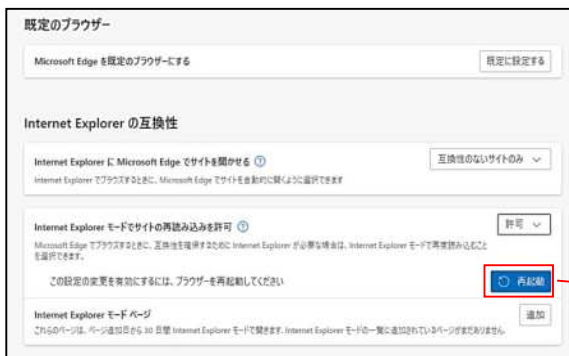 既定のブラウザー
Microsoft Edge を既定のブラウザーにする
既定に設定する
Internet Explorer の互換性
Internet Explorer に Microsoft Edge でサイトを開かせる
互換性のないサイトのみ
Internet Explorer でブラウズするときに、Microsoft Edge でサイトを自動的に開くように選択できます
Internet Explorer モードでサイトの再読み込みを許可
許可
Microsoft Edge でブラウズするときに、互換性を確保するために Internet Explorer が必要な場合は、Internet Explorer モードで再度読み込むこと
を選択できます。
この設定の変更を有効にするには、ブラウザーを再起動してください
再起動
Internet Explorer モード ページ
追加
これらのページは、ページ追加日から 30 日間 Internet Explorer モードで開きます. Internet Explorer モードの一覧に追加されているページがまだありません.